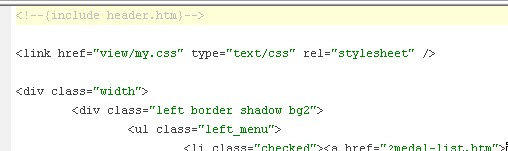 <!--{include header.htm}-->
<link href="view/my.css" type="text/css" rel="stylesheet" />
<div class="width">
<div class="left border shadow bg2">
<ul class="left_menu">
<li class="checked"><a href="?medal-list.htm">